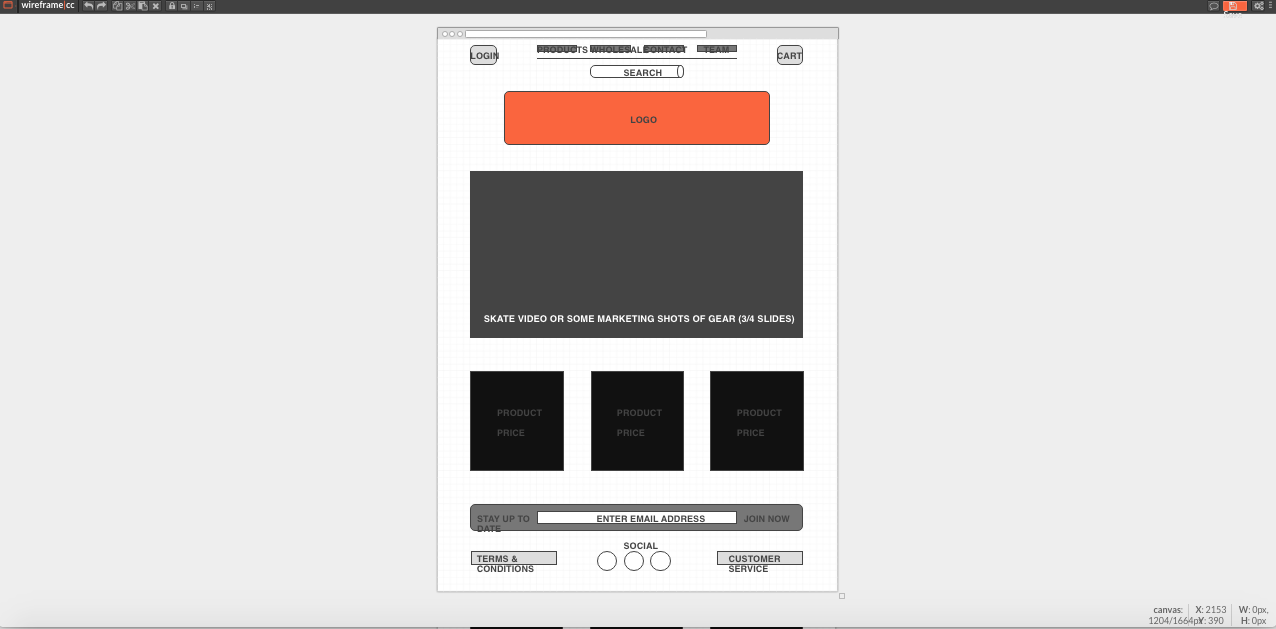 wireframe|cc
Save
PRODUCTS WHOLESALE CONTACT TEAM
LOGIN
CART
SEARCH
LOGO
SKATE VIDEO OR SOME MARKETING SHOTS OF GEAR (3/4 SLIDES)
PRODUCT PRODUCT PRODUCT
PRICE PRICE PRICE
STAY UP TO
DATE
ENTER EMAIL ADDRESS
JOIN NOW
SOCIAL
TERMS &
CONDITIONS
CUSTOMER
SERVICE
canvas: X: 2153 W: 0px,
1204/1664px Y: 390 H: 0px